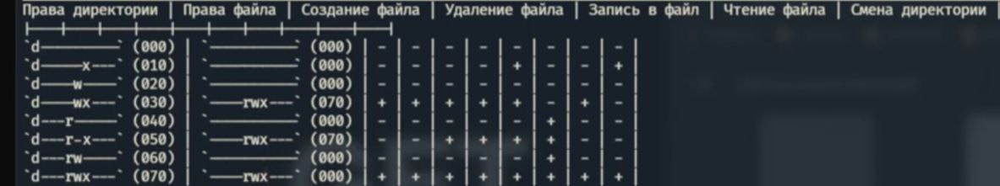 Права директории | Права файла | Создание файла | Удаление файла | Запись в файл | Чтение файла | Смена директории |
|---|---|---|---|---|---|---|---|---|---|
`d---------` (000) | `----------` (000) | - | - | - | - | - | - | - | - |
`d-----x---` (010) | `----------` (000) | - | - | - | - | + | - | - | + |
`d----w----` (020) | `----------` (000) | - | - | - | - | - | - | - | - |
`d----wx---` (030) | `----rwx---` (070) | + | + | + | + | + | - | + | - |
`d---r-----` (040) | `----------` (000) | - | - | - | - | - | + | - | - |
`d---r-x---` (050) | `----rwx---` (070) | - | - | + | + | + | + | - | - |
`d---rw----` (060) | `----------` (000) | - | - | - | - | - | + | - | - |
`d---rwx---` (070) | `----rwx---` (000) | + | + | + | + | + | + | + | + |